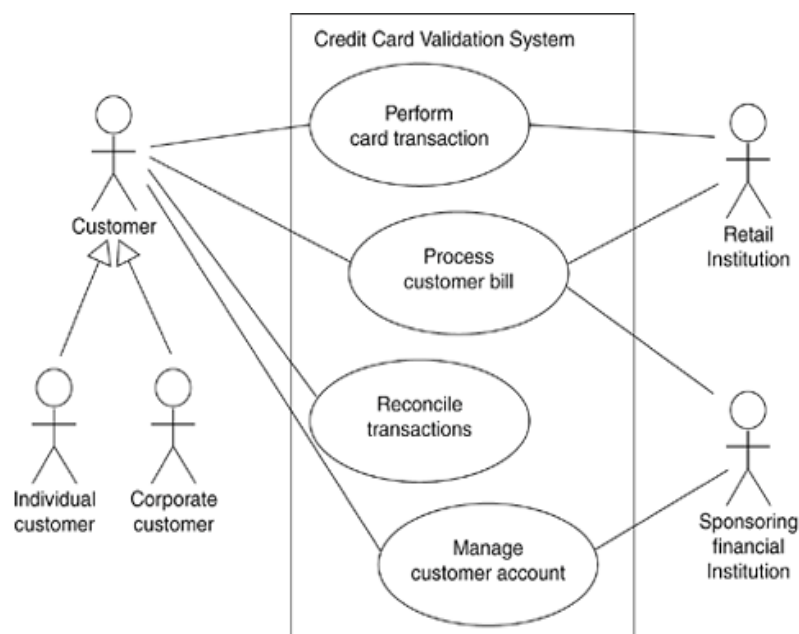 Credit Card Validation System
Perform
card transaction
Customer
Process
customer bill
Retail
Institution
Reconcile
transactions
Individual
customer
Corporate
customer
Manage
customer account
Sponsoring
financial
Institution